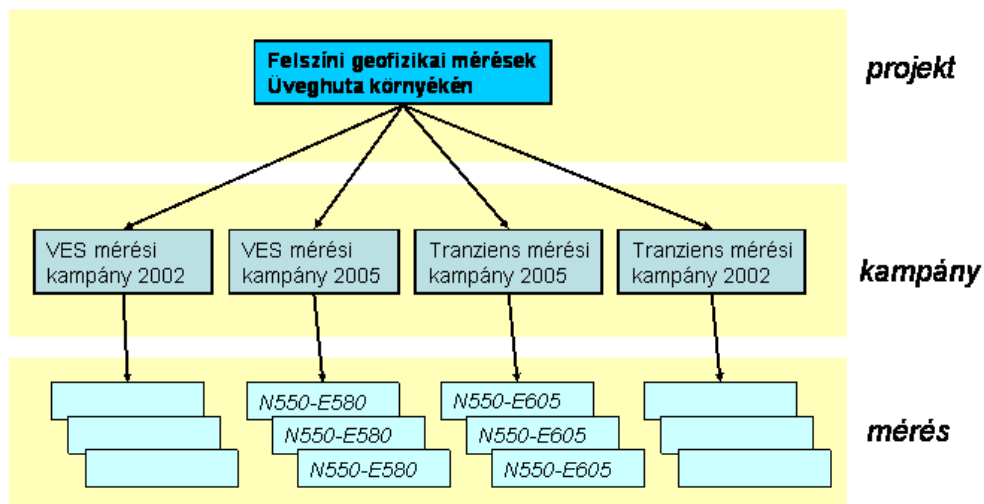 Felszíni geofizikai mérések
Üveghuta környékén
projekt
VES mérési
kampány 2002
VES mérési
kampány 2005
Tranziens mérési
kampány 2005
Tranziens mérési
kampány 2002
kampány
N550-E580
N550-E580
N550-E580
N550-E605
N550-E605
N550-E605
mérés